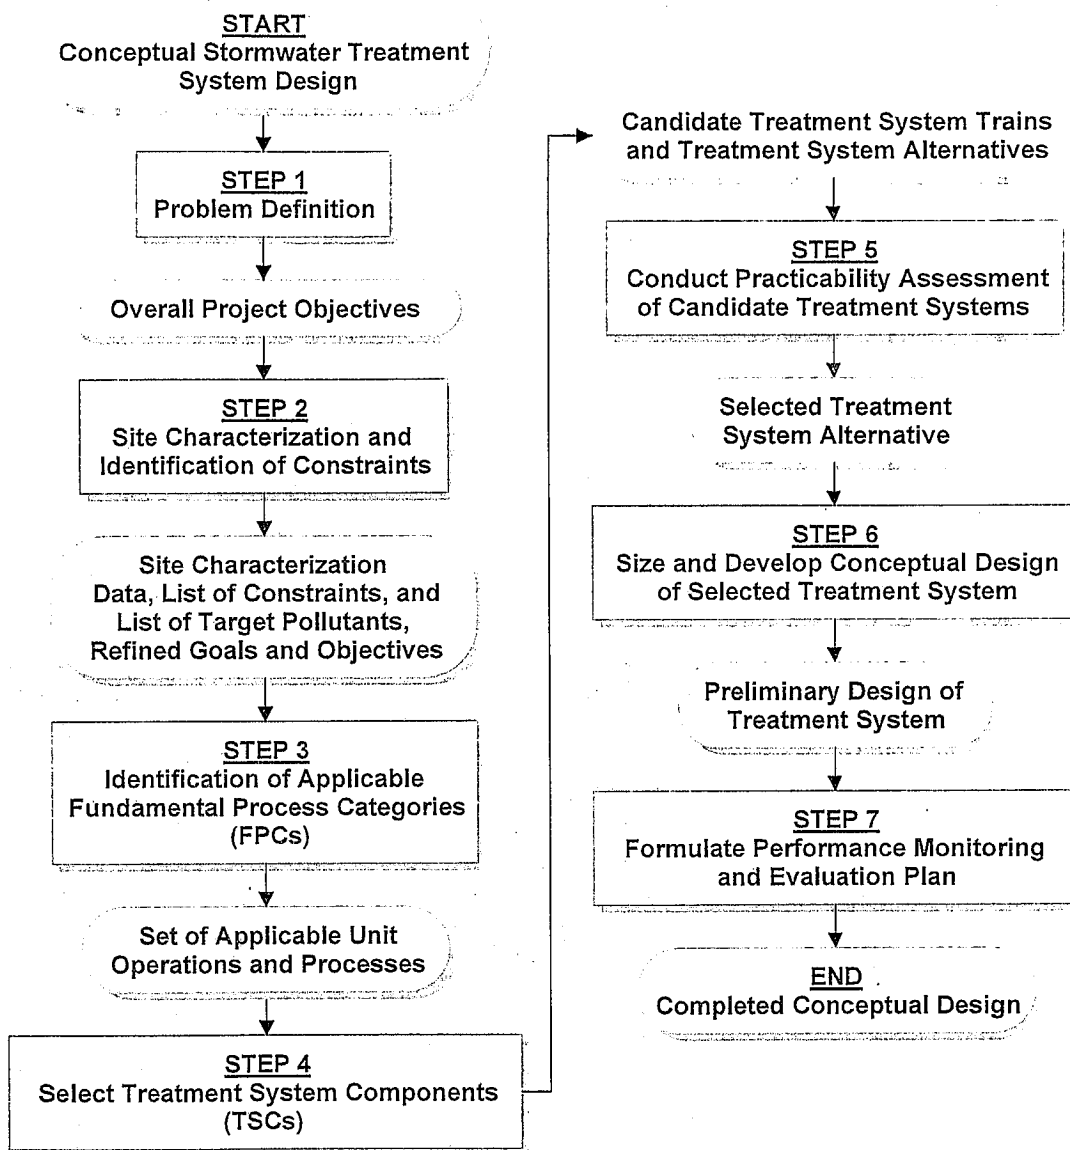 START
Conceptual Stormwater Treatment
System Design
STEP 1
Problem Definition
Overall Project Objectives
STEP 2
Site Characterization and
Identification of Constraints
Site Characterization
Data, List of Constraints, and
List of Target Pollutants,
Refined Goals and Objectives
STEP 3
Identification of Applicable
Fundamental Process Categories
(FPCs)
Set of Applicable Unit
Operations and Processes
STEP 4
Select Treatment System Components
(TSCs)
Candidate Treatment System Trains
and Treatment System Alternatives
STEP 5
Conduct Practicability Assessment
of Candidate Treatment Systems
Selected Treatment
System Alternative
STEP 6
Size and Develop Conceptual Design
of Selected Treatment System
Preliminary Design of
Treatment System
STEP 7
Formulate Performance Monitoring
and Evaluation Plan
END
Completed Conceptual Design